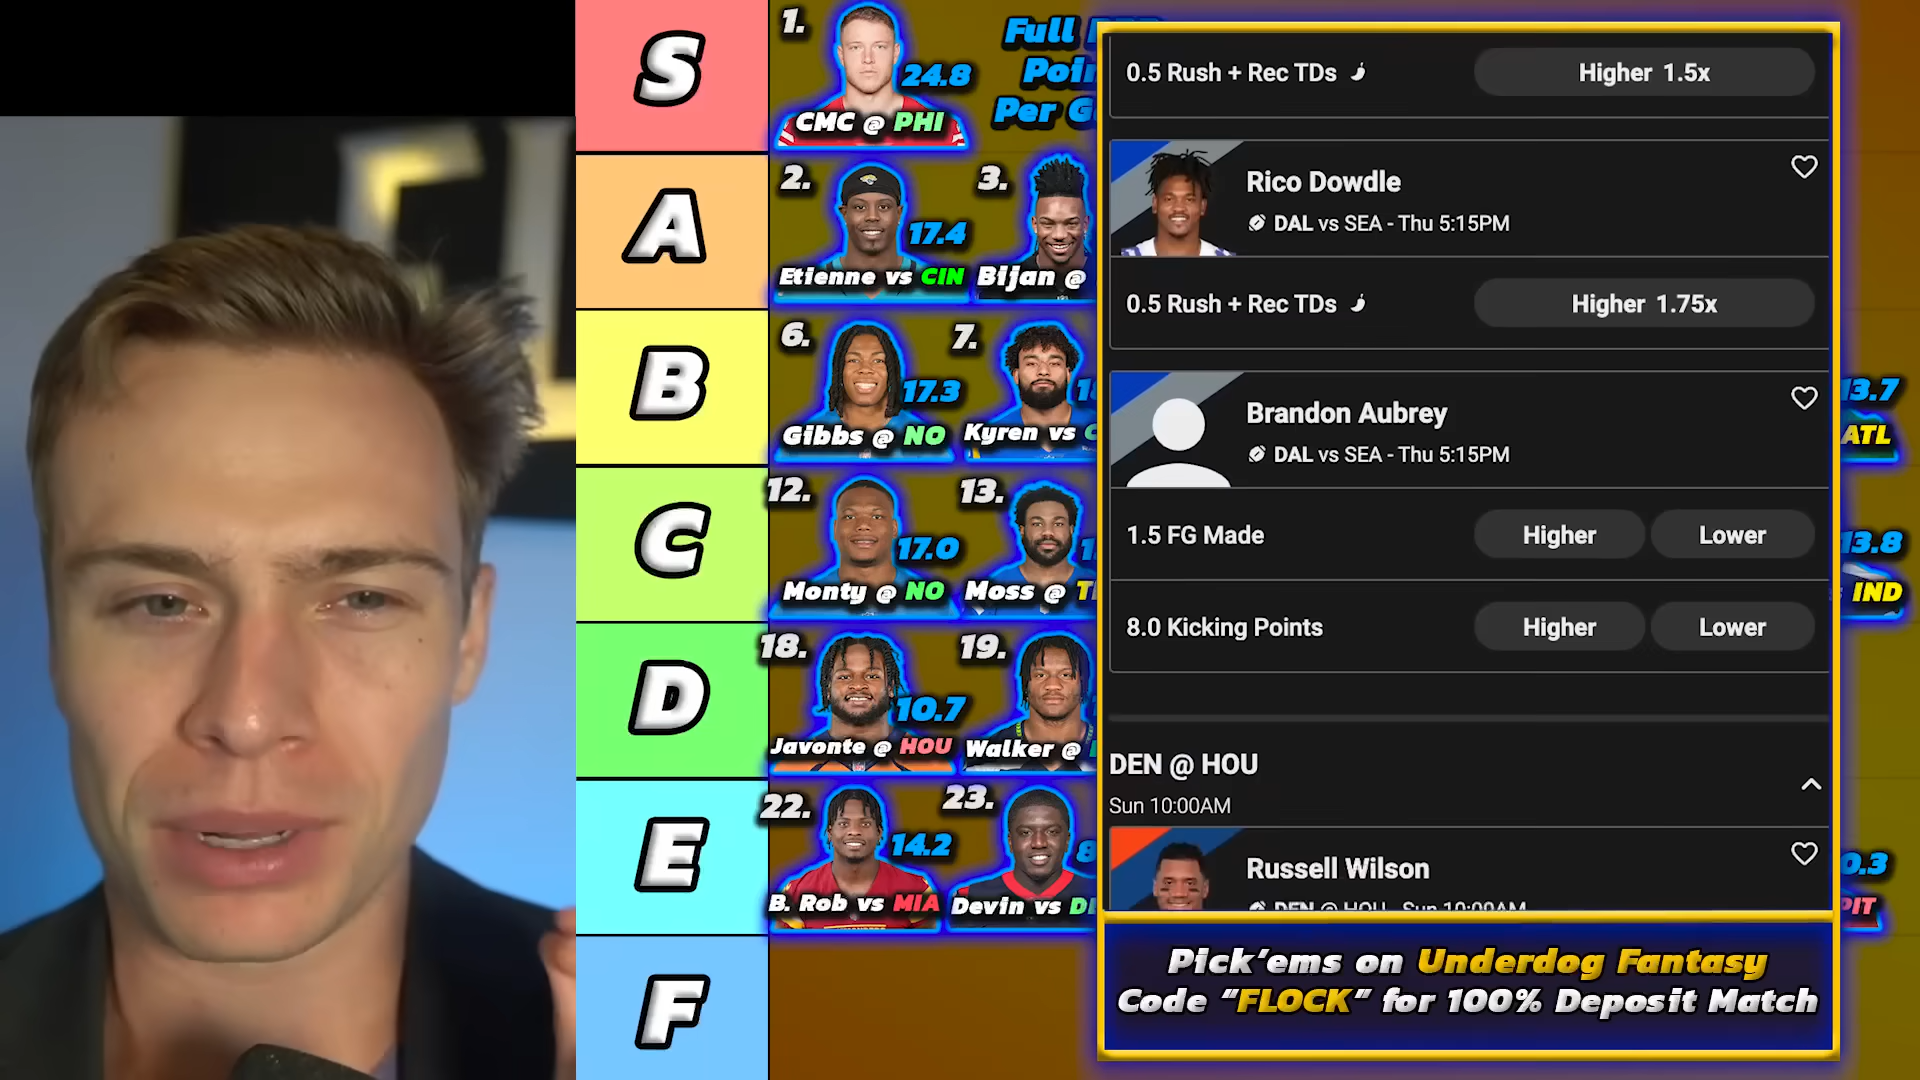 S
1.
24.8
CMC @ PHI
Full
Per
A
2.
17.4
Etienne vs CIN
3.
Bijan @
B
6.
17.3
Gibbs @ NO
7.
Kyren vs
13.7
ATL
C
12.
17.0
Monty @ NO
13.
Moss @
13.8
IND
D
18.
10.7
Javonte @ HOU
19.
Walker @
E
22.
14.2
B. Rob vs MIA
23.
8
Devin vs
PIT
F
0.5 Rush + Rec TDs
Higher 1.5x
Rico Dowdle
DAL vs SEA - Thu 5:15PM
0.5 Rush + Rec TDs
Higher 1.75x
Brandon Aubrey
DAL vs SEA - Thu 5:15PM
1.5 FG Made
Higher
Lower
8.0 Kicking Points
Higher
Lower
DEN @ HOU
Sun 10:00AM
Russell Wilson
DEN @ HOU - Sun 10:00AM
Pick'ems on Underdog Fantasy
Code "FLOCK" for 100% Deposit Match